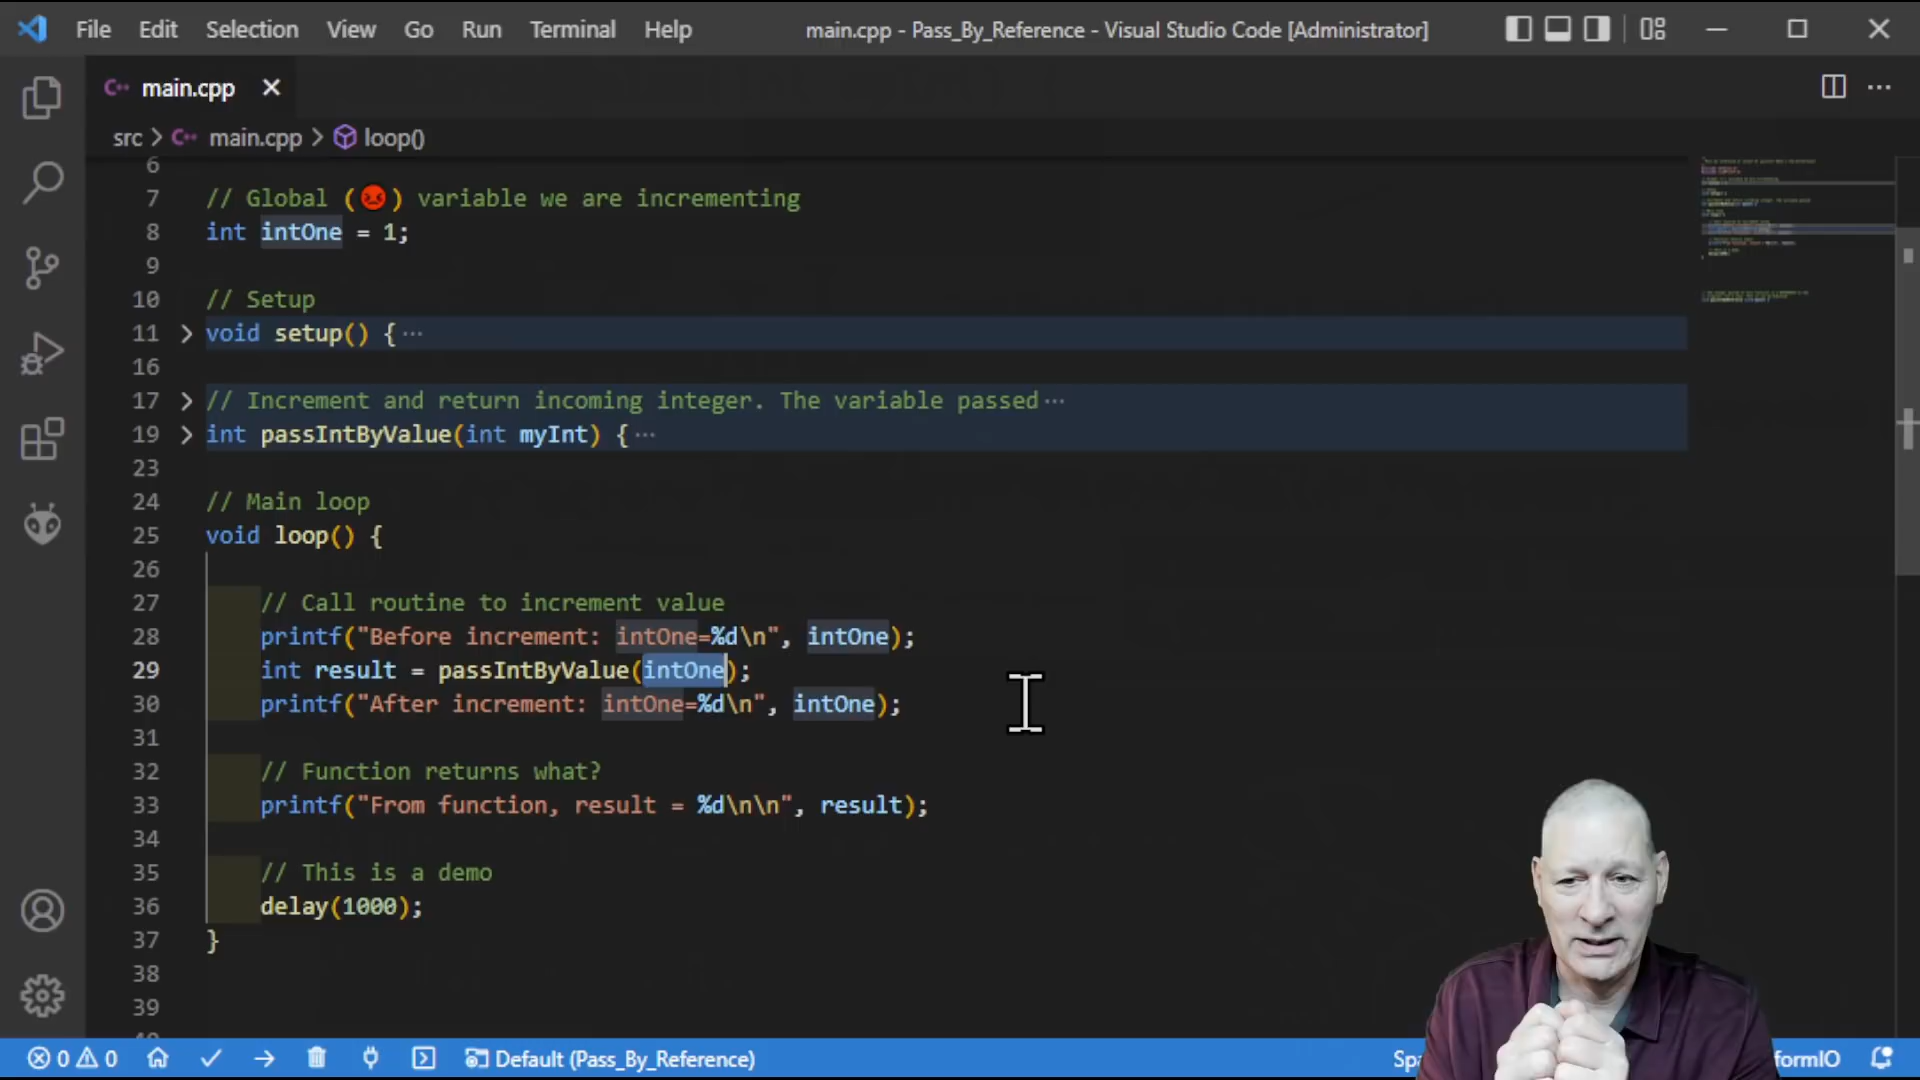 File Edit Selection View Go Run Terminal Help main.cpp - Pass_By_Reference - Visual Studio Code [Administrator]
main.cpp
src > main.cpp > loop()
6
7 // Global (😡) variable we are incrementing
8 int intOne = 1;
9
10 // Setup
11 void setup() { ···
16
17 // Increment and return incoming integer. The variable passed ···
19 int passIntByValue(int myInt) { ···
23
24 // Main loop
25 void loop() {
26
27 // Call routine to increment value
28 printf("Before increment: intOne=%d\n", intOne);
29 int result = passIntByValue(intOne);
30 printf("After increment: intOne=%d\n", intOne);
31
32 // Function returns what?
33 printf("From function, result = %d\n\n", result);
34
35 // This is a demo
36 delay(1000);
37 }
38
39
0 0 Default (Pass_By_Reference) Spa formIO